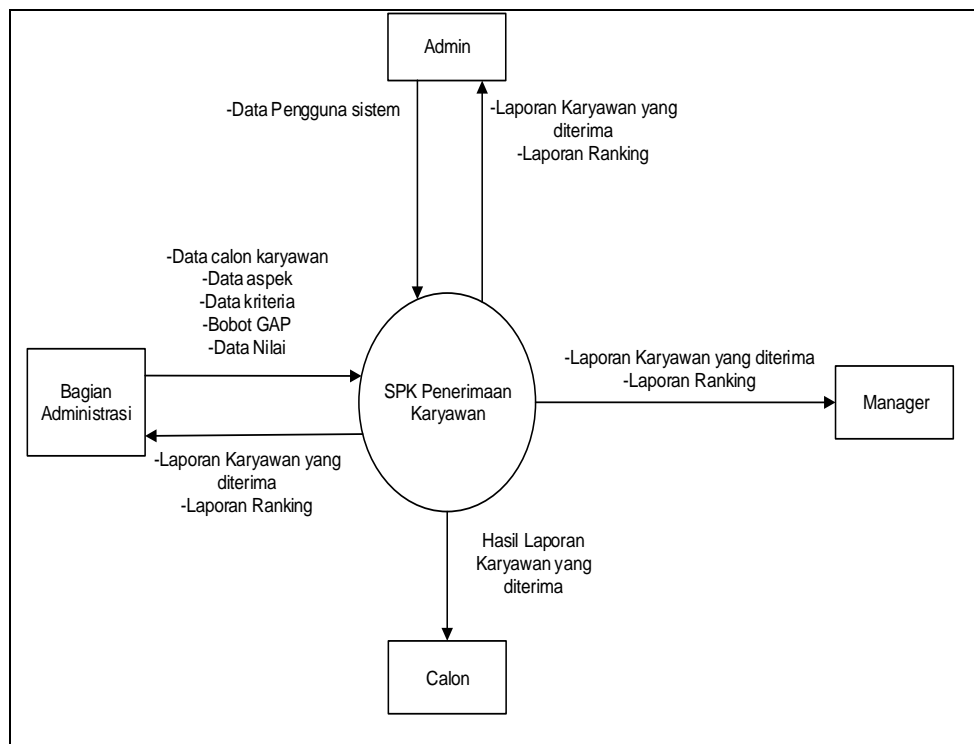 Admin
-Data Pengguna sistem
-Laporan Karyawan yang
diterima
-Laporan Ranking
-Data calon karyawan
-Data aspek
-Data kriteria
-Bobot GAP
-Data Nilai
Bagian
Administrasi
SPK Penerimaan
Karyawan
-Laporan Karyawan yang diterima
-Laporan Ranking
Manager
-Laporan Karyawan yang
diterima
-Laporan Ranking
Hasil Laporan
Karyawan yang
diterima
Calon